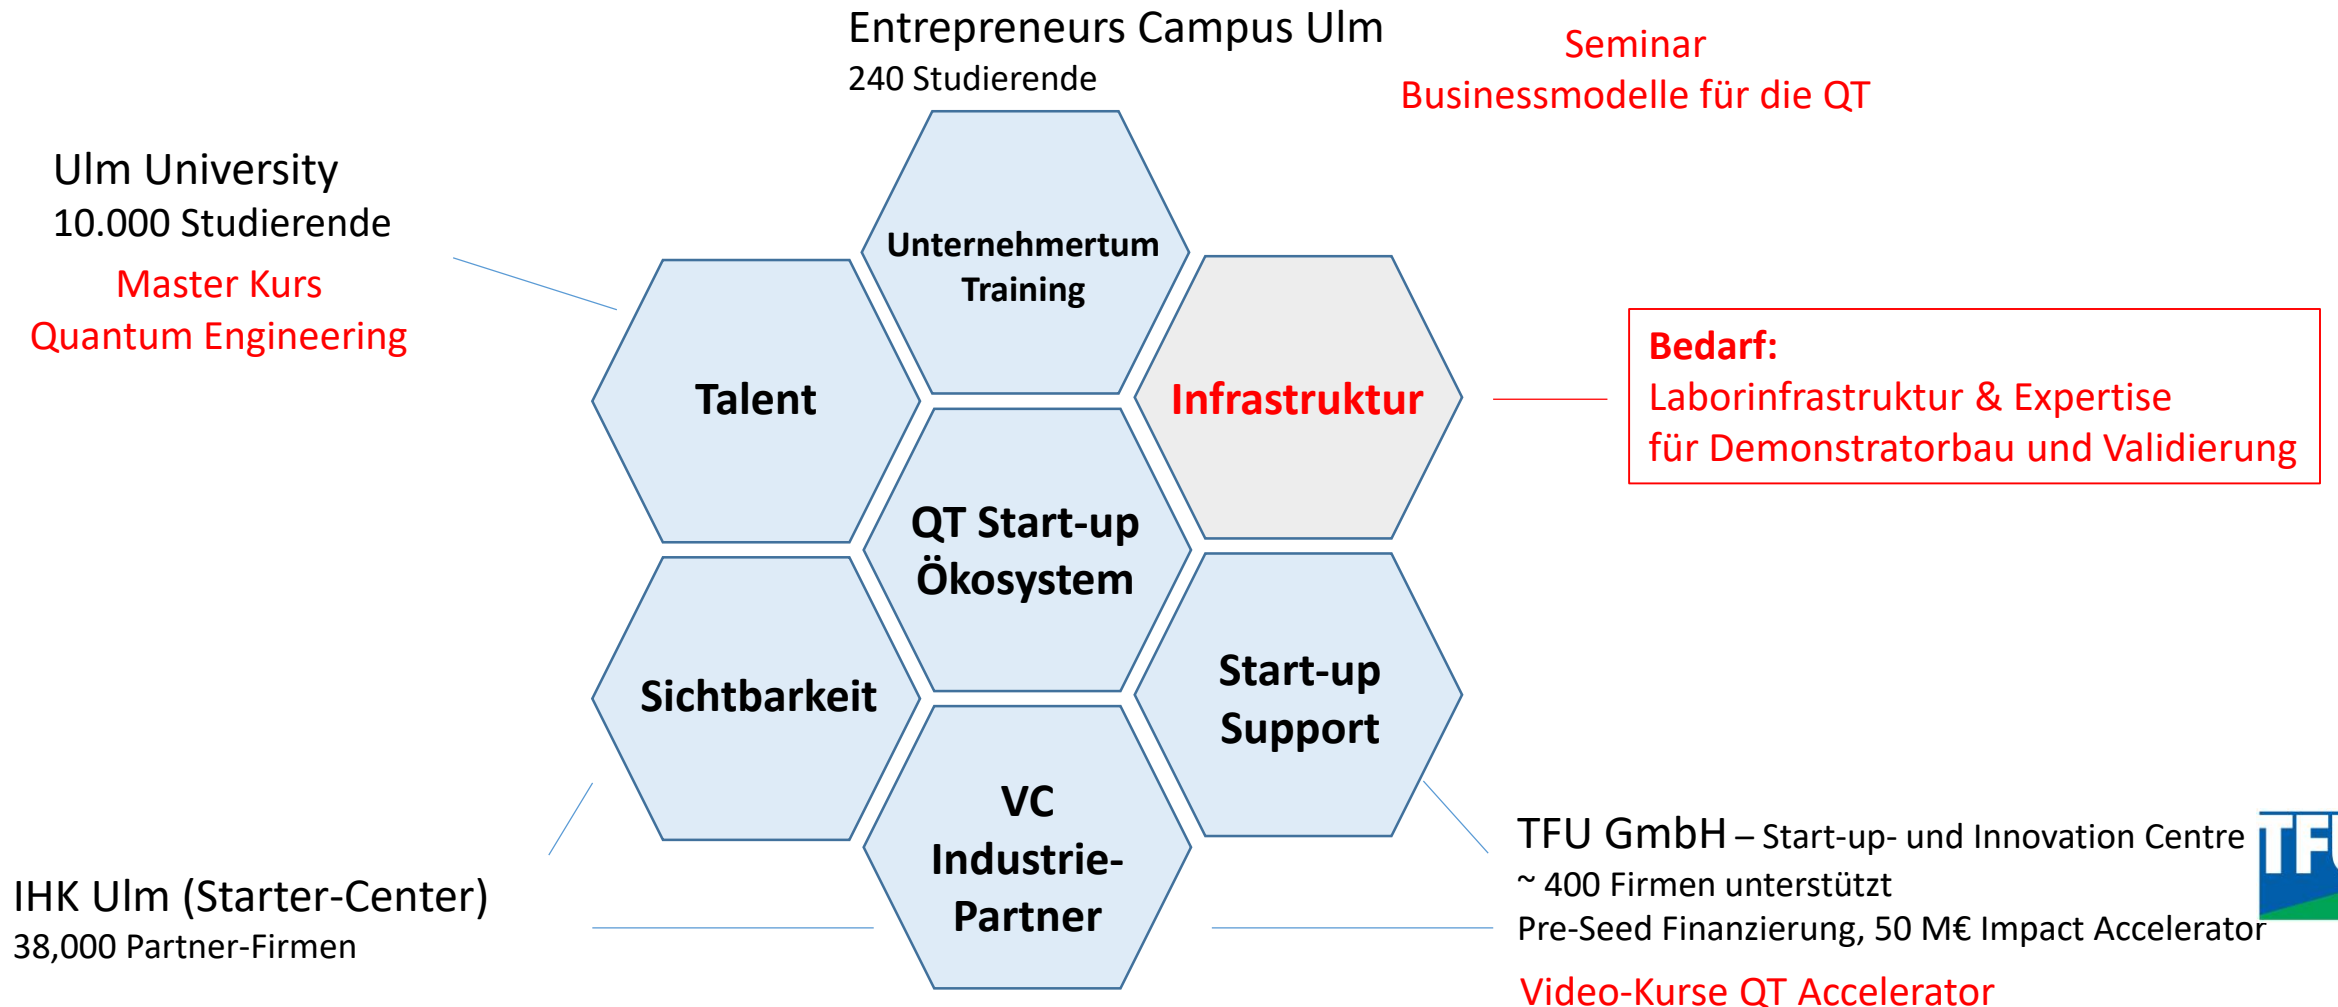 Entrepreneurs Campus Ulm
240 Studierende
Seminar
Businessmodelle für die QT
Ulm University
10.000 Studierende
Master Kurs
Quantum Engineering
Unternehmertum
Training
Talent
Infrastruktur
Bedarf:
Laborinfrastruktur & Expertise
für Demonstratorbau und Validierung
QT Start-up
Ökosystem
Sichtbarkeit
Start-up
Support
VC
Industrie-
Partner
IHK Ulm (Starter-Center)
38,000 Partner-Firmen
TFU GmbH – Start-up- und Innovation Centre
~ 400 Firmen unterstützt
Pre-Seed Finanzierung, 50 M€ Impact Accelerator
Video-Kurse QT Accelerator
TFU